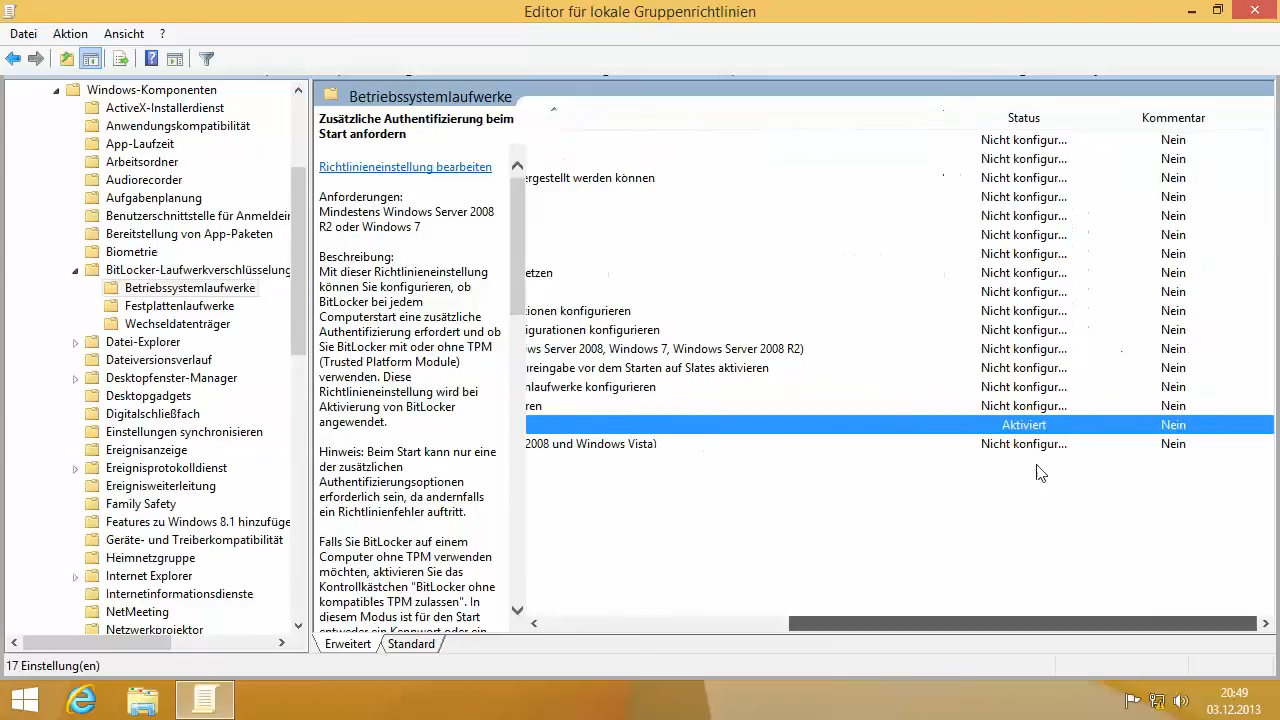 Editor für lokale Gruppenrichtlinien
Datei Aktion Ansicht ?
Windows-Komponenten
ActiveX-Installerdienst
Anwendungskompatibilität
App-Laufzeit
Arbeitsordner
Audiorecorder
Aufgabenplanung
Benutzerschnittstelle für Anmeldein
Bereitstellung von App-Paketen
Biometrie
BitLocker-Laufwerkverschlüsselung
Betriebssystemlaufwerke
Festplattenlaufwerke
Wechseldatenträger
Datei-Explorer
Dateiversionsverlauf
Desktopfenster-Manager
Desktopgadgets
Digitalschließfach
Einstellungen synchronisieren
Ereignisanzeige
Ereignisprotokolldienst
Ereignisweiterleitung
Family Safety
Features zu Windows 8.1 hinzufüge
Geräte- und Treiberkompatibilität
Heimnetzgruppe
Internet Explorer
Internetinformationsdienste
NetMeeting
Netzwerkprojektor
Betriebssystemlaufwerke
Zusätzliche Authentifizierung beim
Start anfordern
Richtlinieneinstellung bearbeiten
Anforderungen:
Mindestens Windows Server 2008
R2 oder Windows 7
Beschreibung:
Mit dieser Richtlinieneinstellung
können Sie konfigurieren, ob
BitLocker bei jedem
Computerstart eine zusätzliche
Authentifizierung erfordert und ob
Sie BitLocker mit oder ohne TPM
(Trusted Platform Module)
verwenden. Diese
Richtlinieneinstellung wird bei
Aktivierung von BitLocker
angewendet.
Hinweis: Beim Start kann nur eine
der zusätzlichen
Authentifizierungsoptionen
erforderlich sein, da andernfalls
ein Richtlinienfehler auftritt.
Falls Sie BitLocker auf einem
Computer ohne TPM verwenden
möchten, aktivieren Sie das
Kontrollkästchen "BitLocker ohne
kompatibles TPM zulassen". In
diesem Modus ist für den Start
entweder ein Kennwort oder ein
Status Kommentar
Nicht konfigur... Nein
Nicht konfigur... Nein
ergestellt werden können Nicht konfigur... Nein
Nicht konfigur... Nein
Nicht konfigur... Nein
Nicht konfigur... Nein
Nicht konfigur... Nein
etzen Nicht konfigur... Nein
Nicht konfigur... Nein
ionen konfigurieren Nicht konfigur... Nein
igurationen konfigurieren Nicht konfigur... Nein
ws Server 2008, Windows 7, Windows Server 2008 R2) Nicht konfigur... Nein
ureingabe vor dem Starten auf Slates aktivieren Nicht konfigur... Nein
nlaufwerke konfigurieren Nicht konfigur... Nein
ren Nicht konfigur... Nein
Aktiviert Nein
2008 und Windows Vista) Nicht konfigur... Nein
Erweitert Standard
17 Einstellung(en)
20:49
03.12.2013